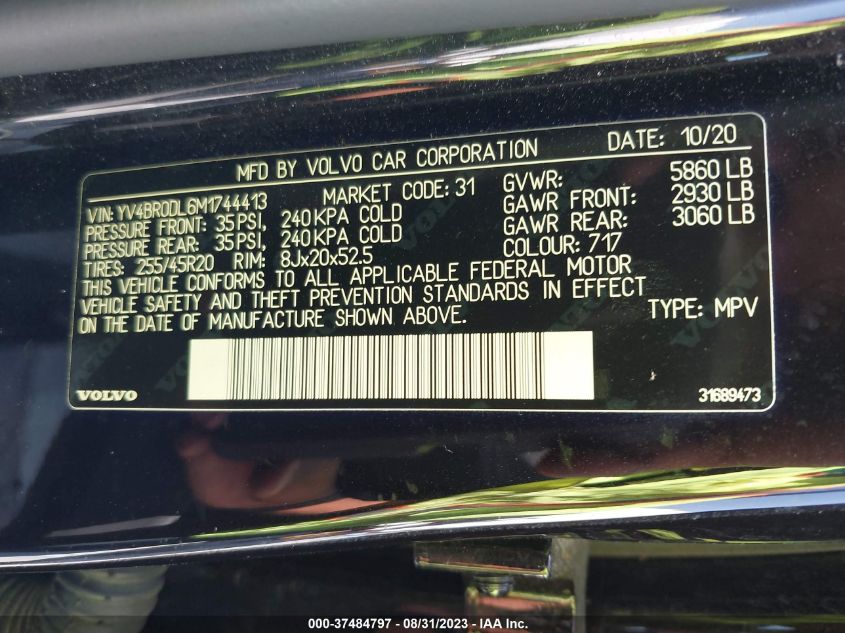 MFD BY VOLVO CAR CORPORATION DATE: 10/20
VIN: YV4BR0DL6M1744413 MARKET CODE: 31 GVWR: 5860 LB
PRESSURE FRONT: 35 PSI, 240 KPA COLD GAWR FRONT: 2930 LB
PRESSURE REAR: 35 PSI, 240 KPA COLD GAWR REAR: 3060 LB
TIRES: 255/45R20 RIM: 8Jx20x52.5 COLOUR: 717
THIS VEHICLE CONFORMS TO ALL APPLICABLE FEDERAL MOTOR
VEHICLE SAFETY AND THEFT PREVENTION STANDARDS IN EFFECT
ON THE DATE OF MANUFACTURE SHOWN ABOVE. TYPE: MPV
VOLVO 31689473
000-37484797 - 08/31/2023 - IAA Inc.